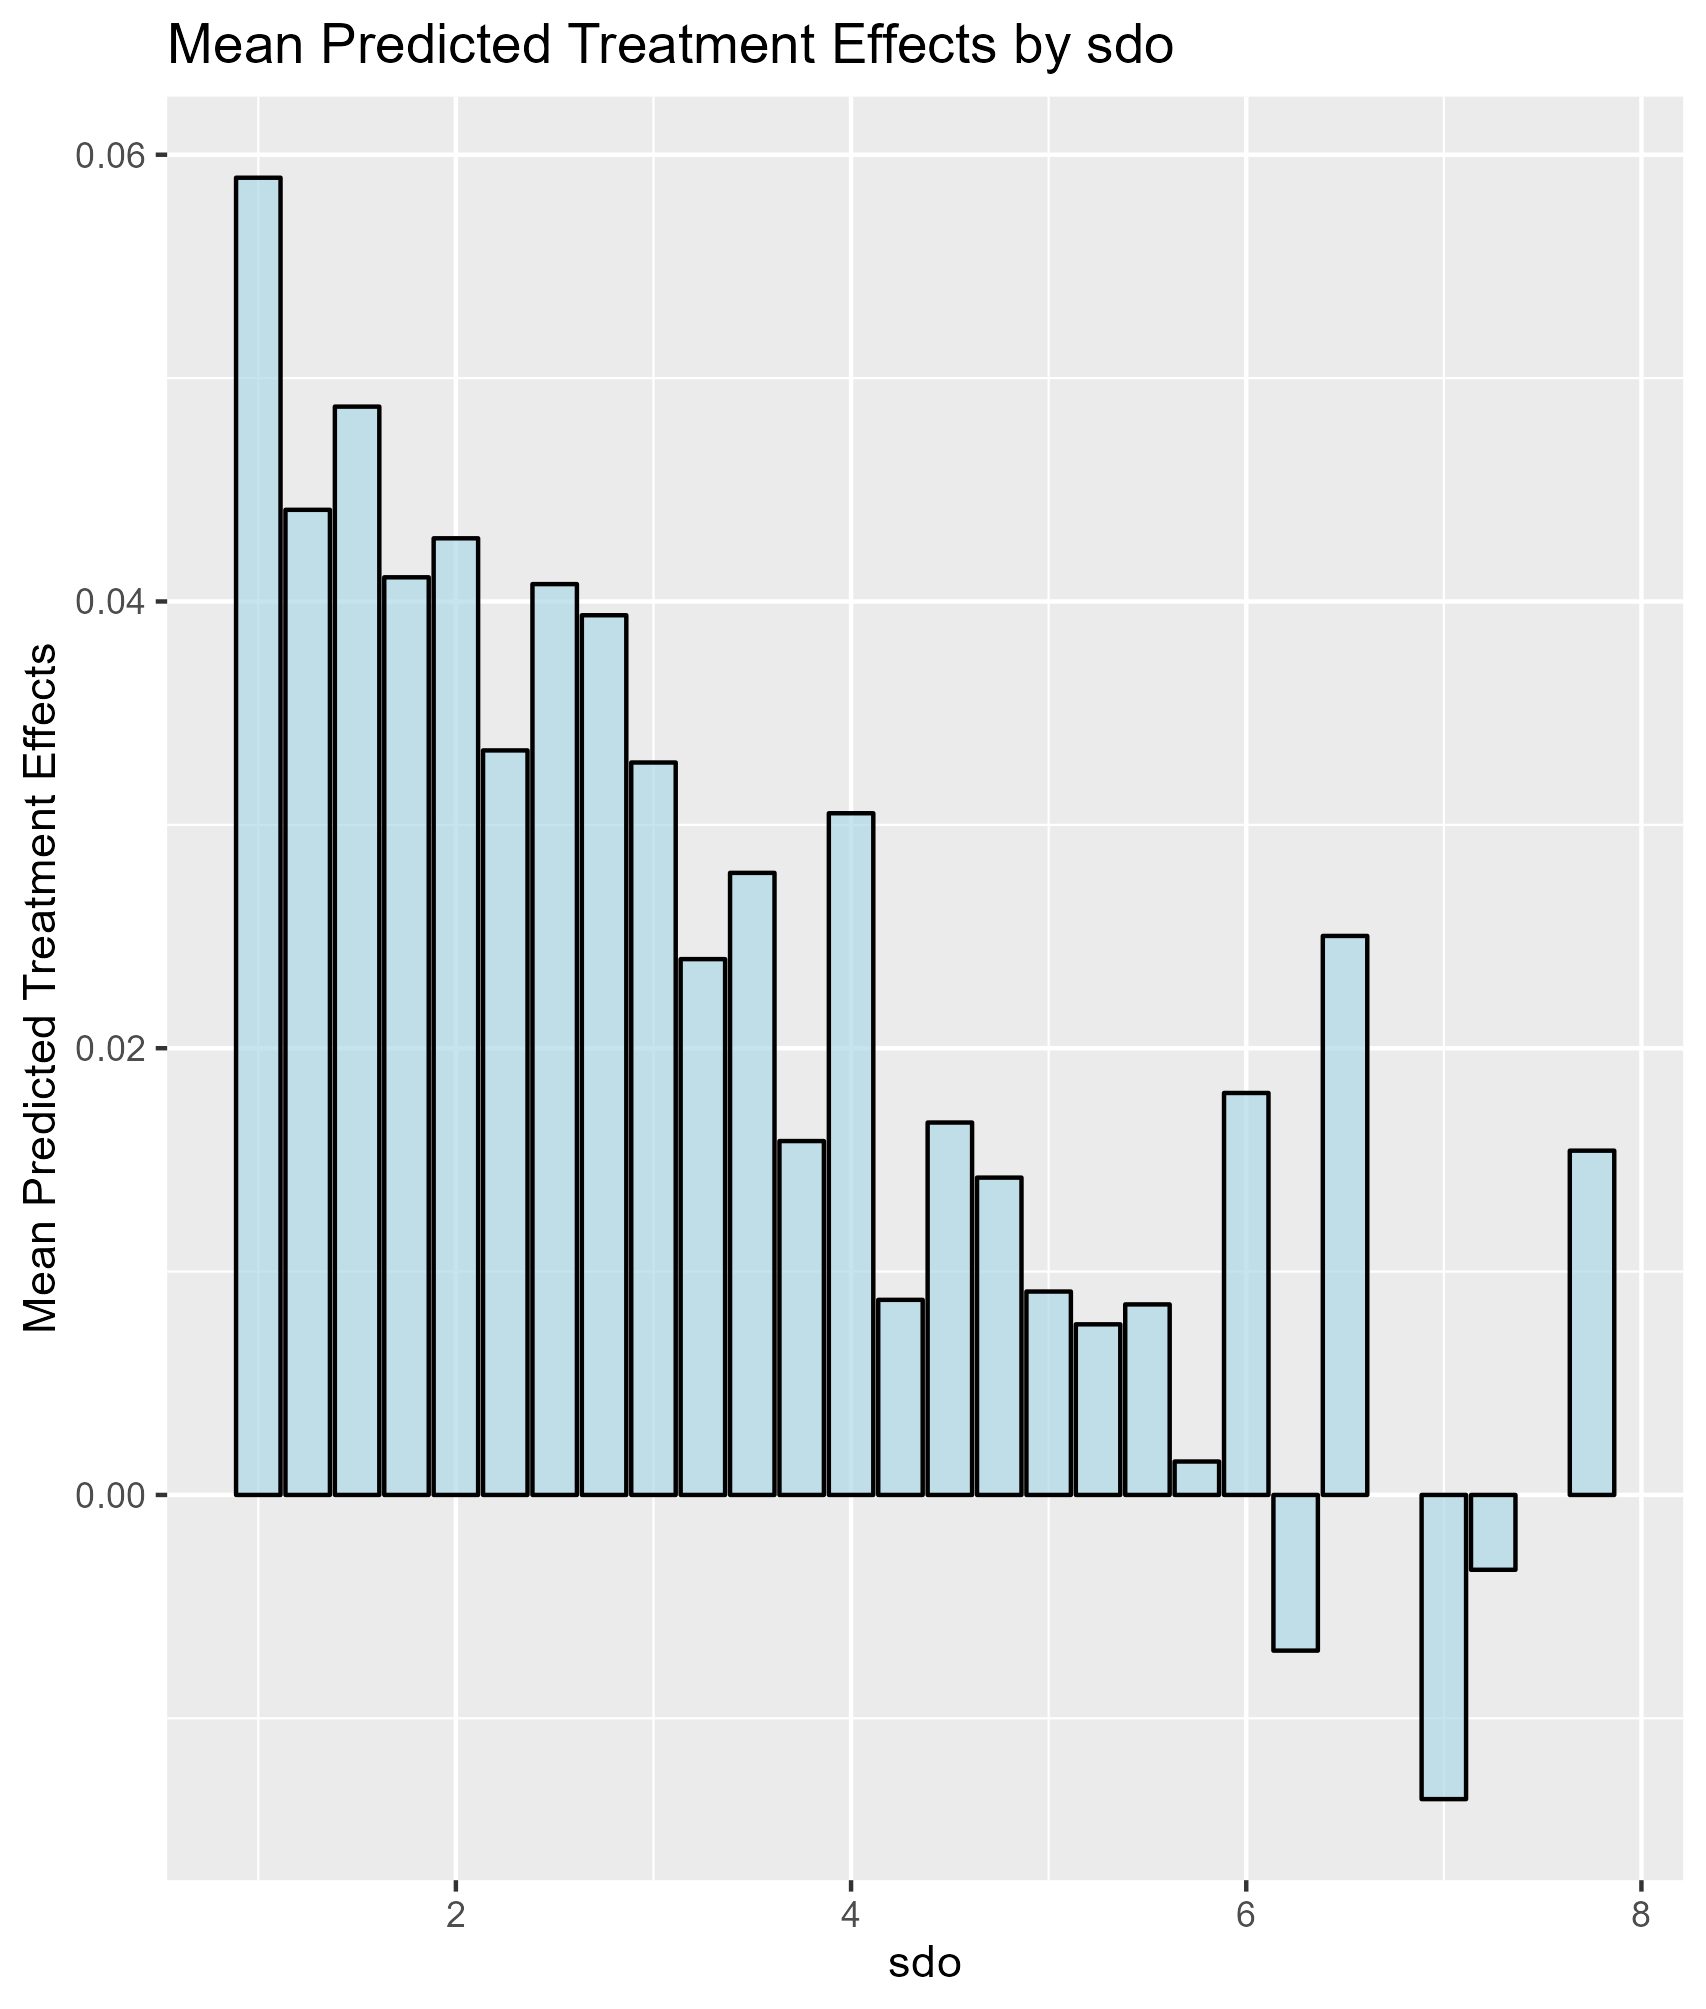 Mean Predicted Treatment Effects by sdo
Mean Predicted Treatment Effects
0.06
0.04
0.02
0.00
2 4 6 8
sdo